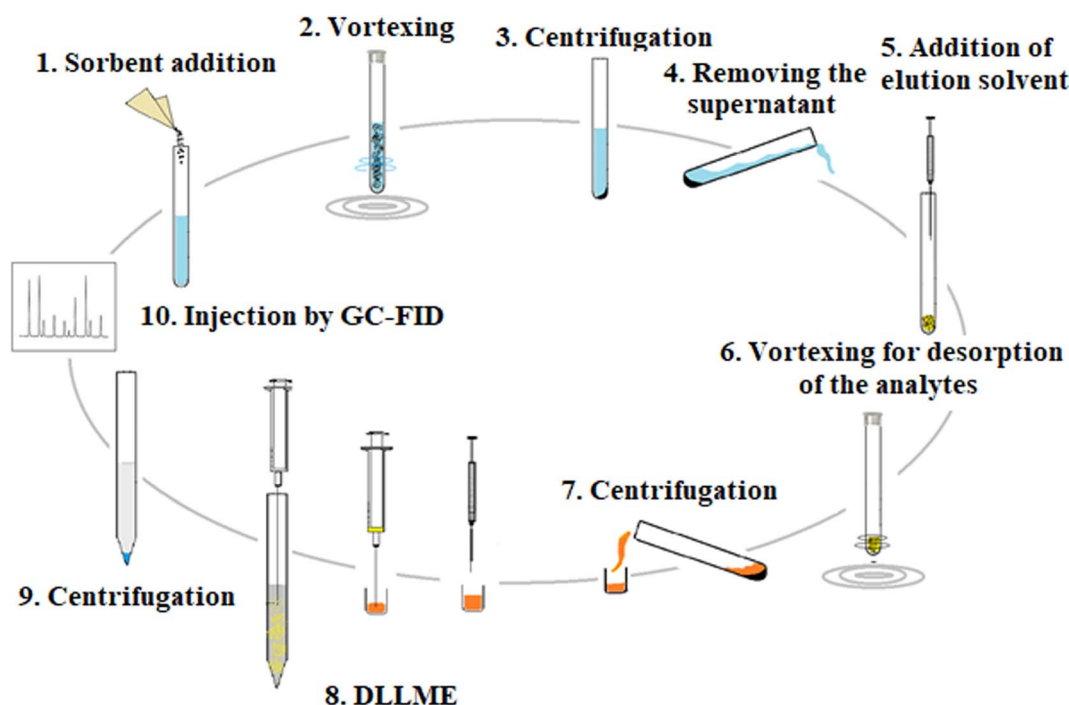 1. Sorbent addition
2. Vortexing
3. Centrifugation
4. Removing the
supernatant
5. Addition of
elution solvent
6. Vortexing for desorption
of the analytes
7. Centrifugation
8. DLLME
9. Centrifugation
10. Injection by GC-FID